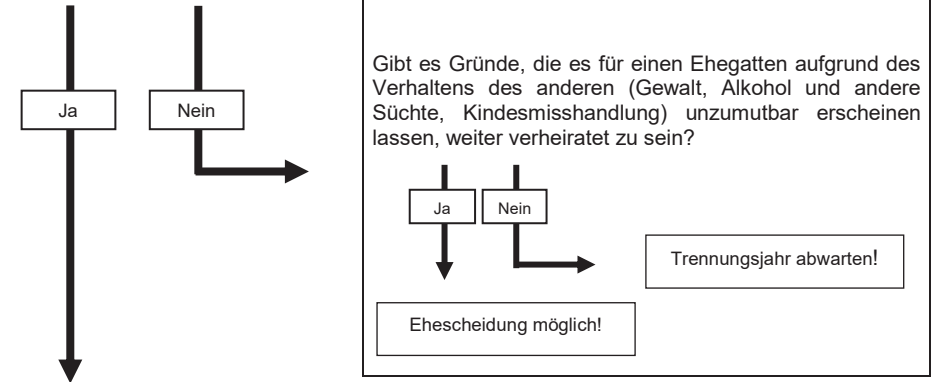 Ja
Nein
Gibt es Gründe, die es für einen Ehegatten aufgrund des
Verhaltens des anderen (Gewalt, Alkohol und andere
Süchte, Kindesmisshandlung) unzumutbar erscheinen
lassen, weiter verheiratet zu sein?
Ja
Nein
Trennungsjahr abwarten!
Ehescheidung möglich!